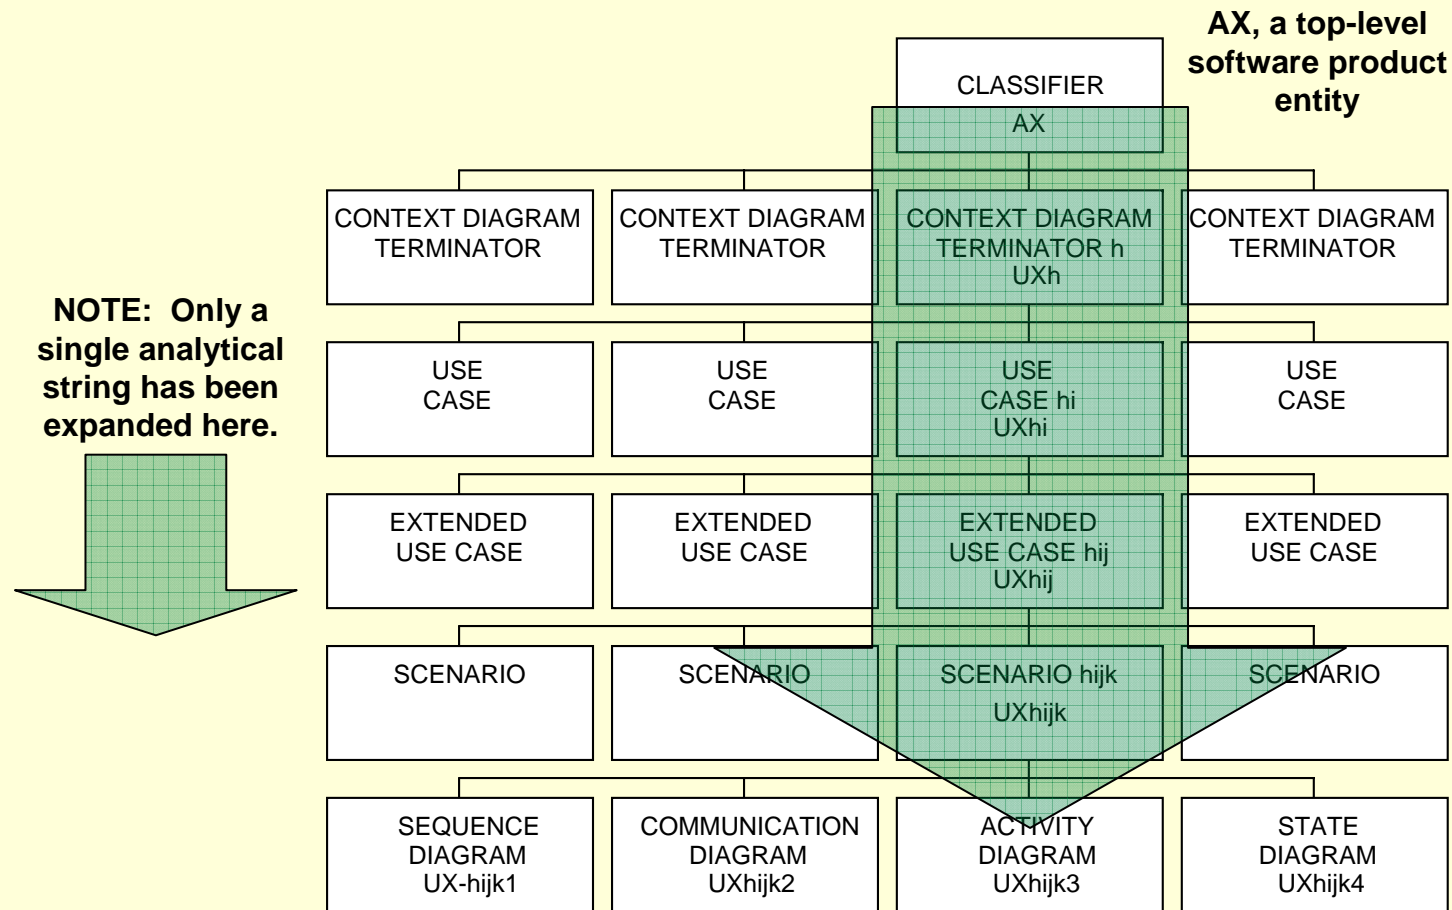 AX, a top-level
software product
entity
CLASSIFIER
AX
CONTEXT DIAGRAM
TERMINATOR
CONTEXT DIAGRAM
TERMINATOR
CONTEXT DIAGRAM
TERMINATOR h
UXh
CONTEXT DIAGRAM
TERMINATOR
NOTE: Only a
single analytical
string has been
expanded here.
USE
CASE
USE
CASE
USE
CASE hi
UXhi
USE
CASE
EXTENDED
USE CASE
EXTENDED
USE CASE
EXTENDED
USE CASE hij
UXhij
EXTENDED
USE CASE
SCENARIO
SCENARIO
SCENARIO hijk
UXhijk
SCENARIO
SEQUENCE
DIAGRAM
UX-hijk1
COMMUNICATION
DIAGRAM
UXhijk2
ACTIVITY
DIAGRAM
UXhijk3
STATE
DIAGRAM
UXhijk4